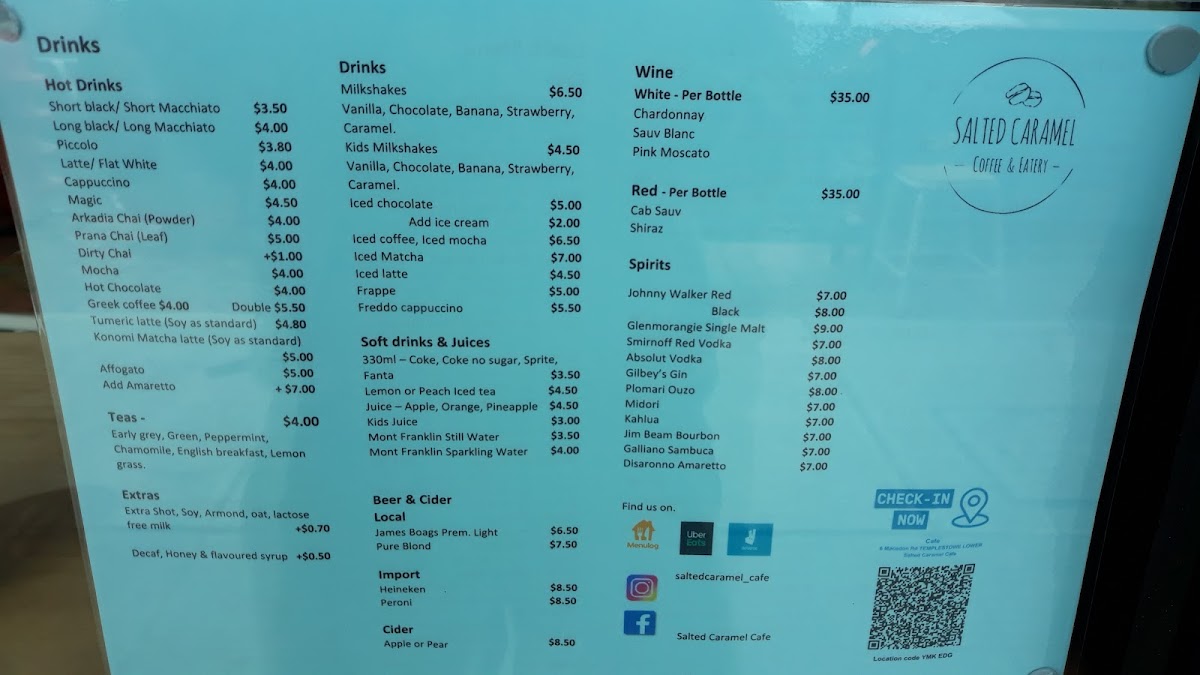 Drinks
Hot Drinks
Short black/ Short Macchiato $3.50
Long black/ Long Macchiato $4.00
Piccolo $3.80
Latte/ Flat White $4.00
Cappuccino $4.00
Magic $4.50
Arkadia Chai (Powder) $4.00
Prana Chai (Leaf) $5.00
Dirty Chai +$1.00
Mocha $4.00
Hot Chocolate $4.00
Greek coffee $4.00 Double $5.50
Tumeric latte (Soy as standard) $4.80
Konomi Matcha latte (Soy as standard)
$5.00
Affogato $5.00
Add Amaretto + $7.00
Teas - $4.00
Early grey, Green, Peppermint,
Chamomile, English breakfast, Lemon
grass.
Extras
Extra Shot, Soy, Armond, oat, lactose
free milk +$0.70
Decaf, Honey & flavoured syrup +$0.50
Drinks
Milkshakes $6.50
Vanilla, Chocolate, Banana, Strawberry,
Caramel.
Kids Milkshakes $4.50
Vanilla, Chocolate, Banana, Strawberry,
Caramel.
Iced chocolate $5.00
Add ice cream $2.00
Iced coffee, Iced mocha $6.50
Iced Matcha $7.00
Iced latte $4.50
Frappe $5.00
Freddo cappuccino $5.50
Soft drinks & Juices
330ml – Coke, Coke no sugar, Sprite,
Fanta $3.50
Lemon or Peach Iced tea $4.50
Juice – Apple, Orange, Pineapple $4.50
Kids Juice $3.00
Mont Franklin Still Water $3.50
Mont Franklin Sparkling Water $4.00
Beer & Cider
Local
James Boags Prem. Light $6.50
Pure Blond $7.50
Import
Heineken $8.50
Peroni $8.50
Cider
Apple or Pear $8.50
Wine
White - Per Bottle $35.00
Chardonnay
Sauv Blanc
Pink Moscato
Red - Per Bottle $35.00
Cab Sauv
Shiraz
Spirits
Johnny Walker Red $7.00
Black $8.00
Glenmorangie Single Malt $9.00
Smirnoff Red Vodka $7.00
Absolut Vodka $8.00
Gilbey's Gin $7.00
Plomari Ouzo $8.00
Midori $7.00
Kahlua $7.00
Jim Beam Bourbon $7.00
Galliano Sambuca $7.00
Disaronno Amaretto $7.00
Find us on.
Menulog
Uber
Eats
saltedcaramel_cafe
Salted Caramel Cafe
SALTED CARAMEL
- COFFEE & EATERY -
CHECK-IN
NOW
Cafe
Rd TEMPLESTOWE LOWER
Salted Caramel Cafe
Location code YMK EDG